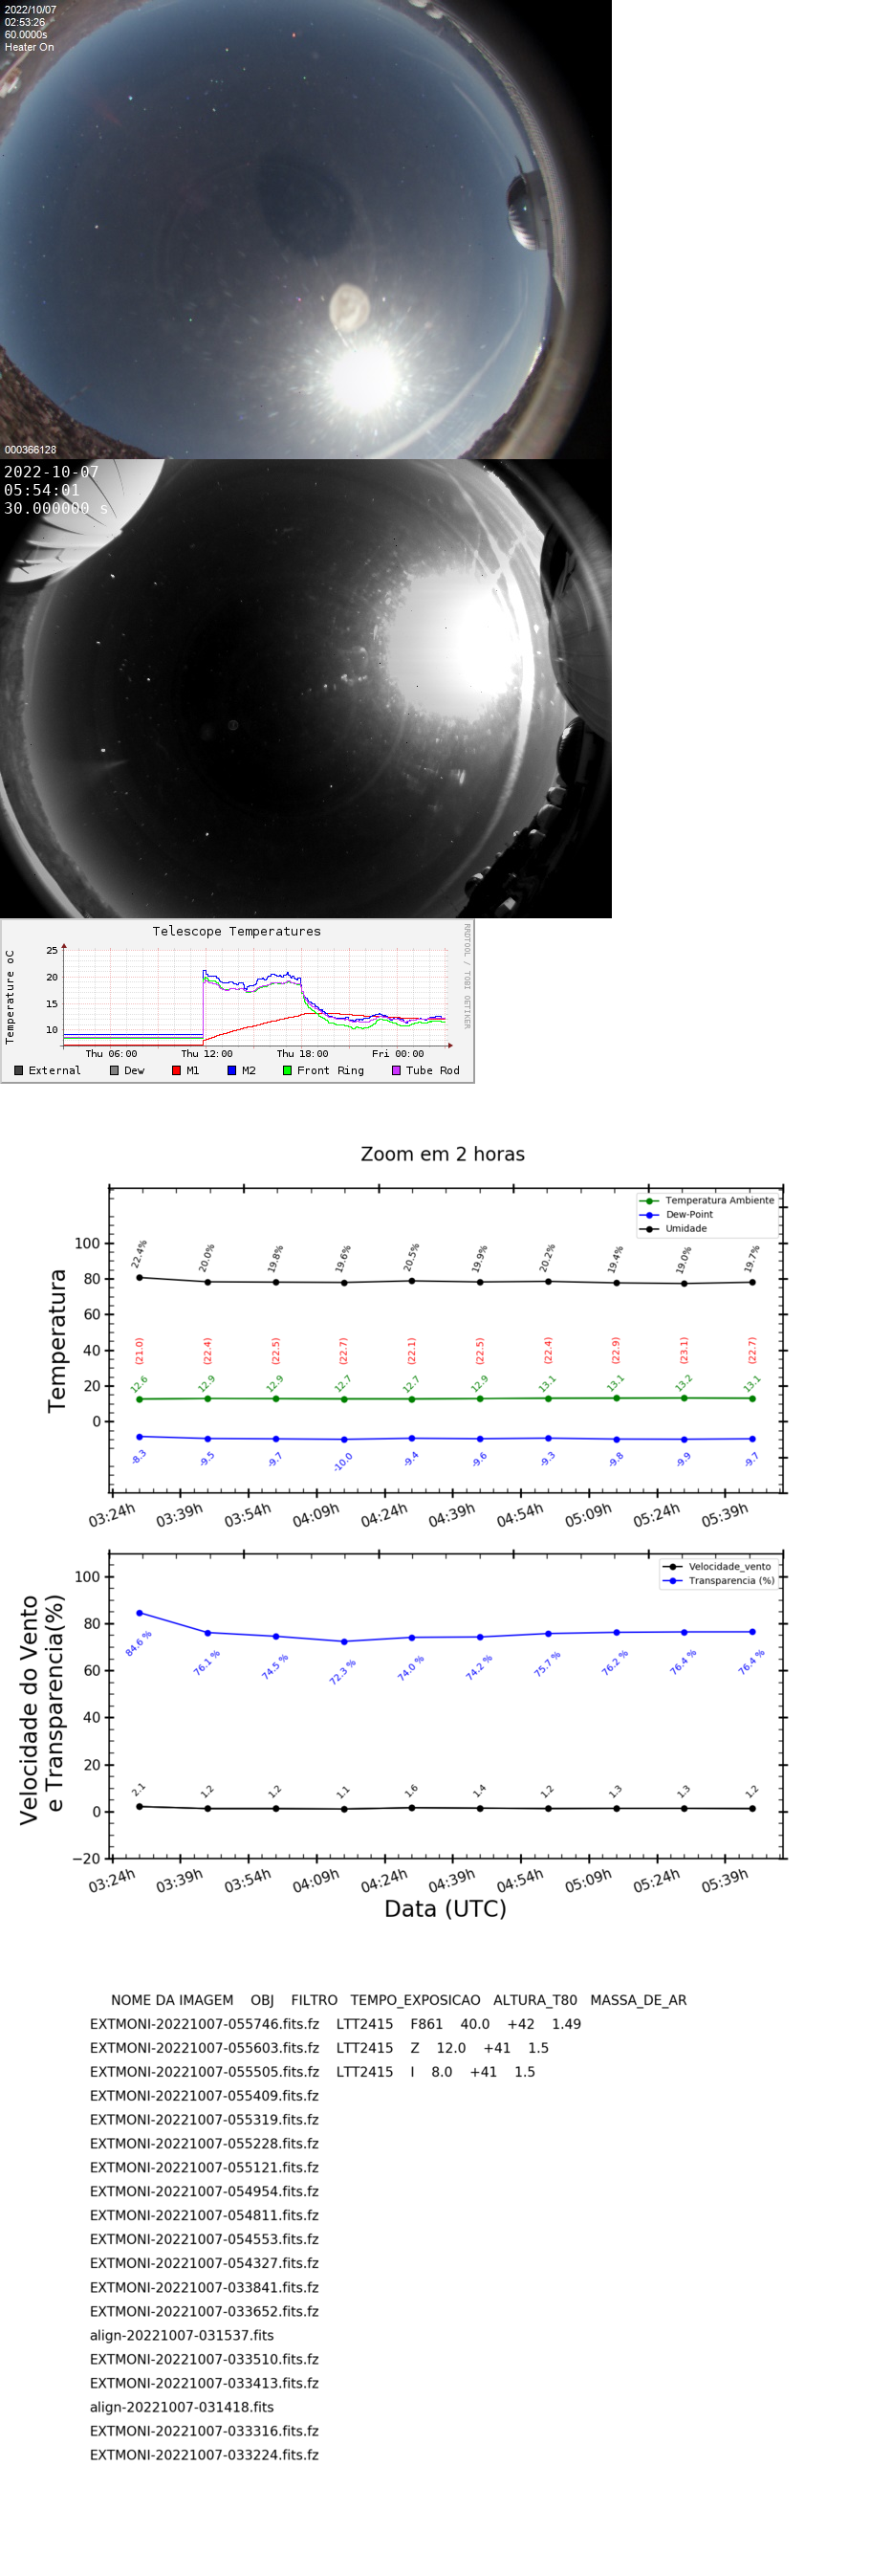 2022/10/07
02:53:26
60.0000s
Heater On
000366128
2022-10-07
05:54:01
30.000000 s
Telescope Temperatures
RRDTOOL / TOBI OETIKER
Temperature oC
25
20
15
10
Thu 06:00 Thu 12:00 Thu 18:00 Fri 00:00
External Dew M1 M2 Front Ring Tube Rod
Zoom em 2 horas
Temperatura Ambiente
Dew-Point
Umidade
Temperatura
100
80
60
40
20
0
22.4% 20.0% 19.8% 19.6% 20.5% 19.9% 20.2% 19.4% 19.0% 19.7%
(21.0) (22.4) (22.5) (22.7) (22.1) (22.5) (22.4) (22.9) (23.1) (22.7)
12.6 12.9 12.9 12.7 12.7 12.9 13.1 13.1 13.2 13.1
-8.3 -9.5 -9.7 -10.0 -9.4 -9.6 -9.3 -9.8 -9.9 -9.7
03:24h 03:39h 03:54h 04:09h 04:24h 04:39h 04:54h 05:09h 05:24h 05:39h
Velocidade_vento
Transparencia (%)
Velocidade do Vento
e Transparencia(%)
100
80
60
40
20
0
−20
84.6 % 76.1 % 74.5 % 72.3 % 74.0 % 74.2 % 75.7 % 76.2 % 76.4 % 76.4 %
2.1 1.2 1.2 1.1 1.6 1.4 1.2 1.3 1.3 1.2
03:24h 03:39h 03:54h 04:09h 04:24h 04:39h 04:54h 05:09h 05:24h 05:39h
Data (UTC)
NOME DA IMAGEM OBJ FILTRO TEMPO_EXPOSICAO ALTURA_T80 MASSA_DE_AR
EXTMONI-20221007-055746.fits.fz LTT2415 F861 40.0 +42 1.49
EXTMONI-20221007-055603.fits.fz LTT2415 Z 12.0 +41 1.5
EXTMONI-20221007-055505.fits.fz LTT2415 I 8.0 +41 1.5
EXTMONI-20221007-055409.fits.fz
EXTMONI-20221007-055319.fits.fz
EXTMONI-20221007-055228.fits.fz
EXTMONI-20221007-055121.fits.fz
EXTMONI-20221007-054954.fits.fz
EXTMONI-20221007-054811.fits.fz
EXTMONI-20221007-054553.fits.fz
EXTMONI-20221007-054327.fits.fz
EXTMONI-20221007-033841.fits.fz
EXTMONI-20221007-033652.fits.fz
align-20221007-031537.fits
EXTMONI-20221007-033510.fits.fz
EXTMONI-20221007-033413.fits.fz
align-20221007-031418.fits
EXTMONI-20221007-033316.fits.fz
EXTMONI-20221007-033224.fits.fz